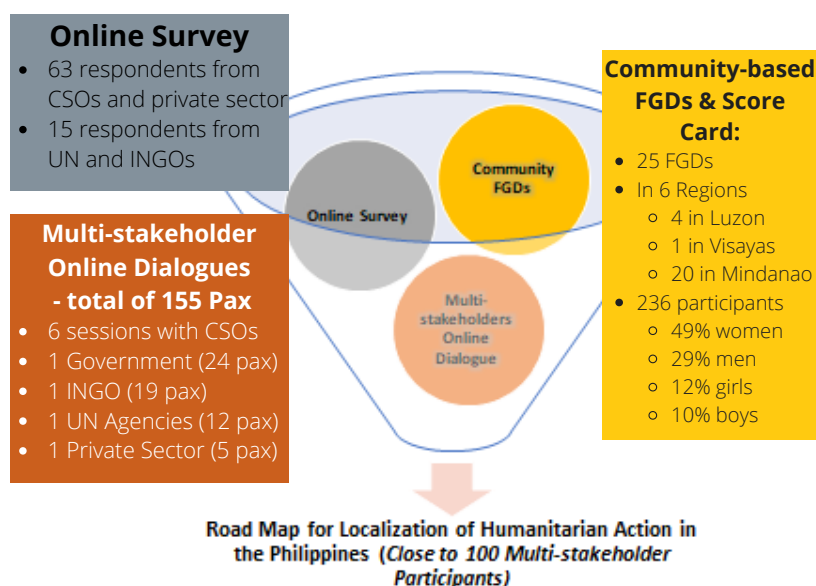 Online Survey
• 63 respondents from
CSOs and private sector
• 15 respondents from
UN and INGOs
Multi-stakeholder
Online Dialogues
- total of 155 Pax
• 6 sessions with CSOs
• 1 Government (24 pax)
• 1 INGO (19 pax)
• 1 UN Agencies (12 pax)
• 1 Private Sector (5 pax)
Online Survey
Community
FGDs
Multi-
stakeholders
Online
Dialogue
Community-based
FGDs & Score
Card:
• 25 FGDs
• In 6 Regions
○ 4 in Luzon
○ 1 in Visayas
○ 20 in Mindanao
• 236 participants
○ 49% women
○ 29% men
○ 12% girls
○ 10% boys
Road Map for Localization of Humanitarian Action in
the Philippines (Close to 100 Multi-stakeholder
Participants)